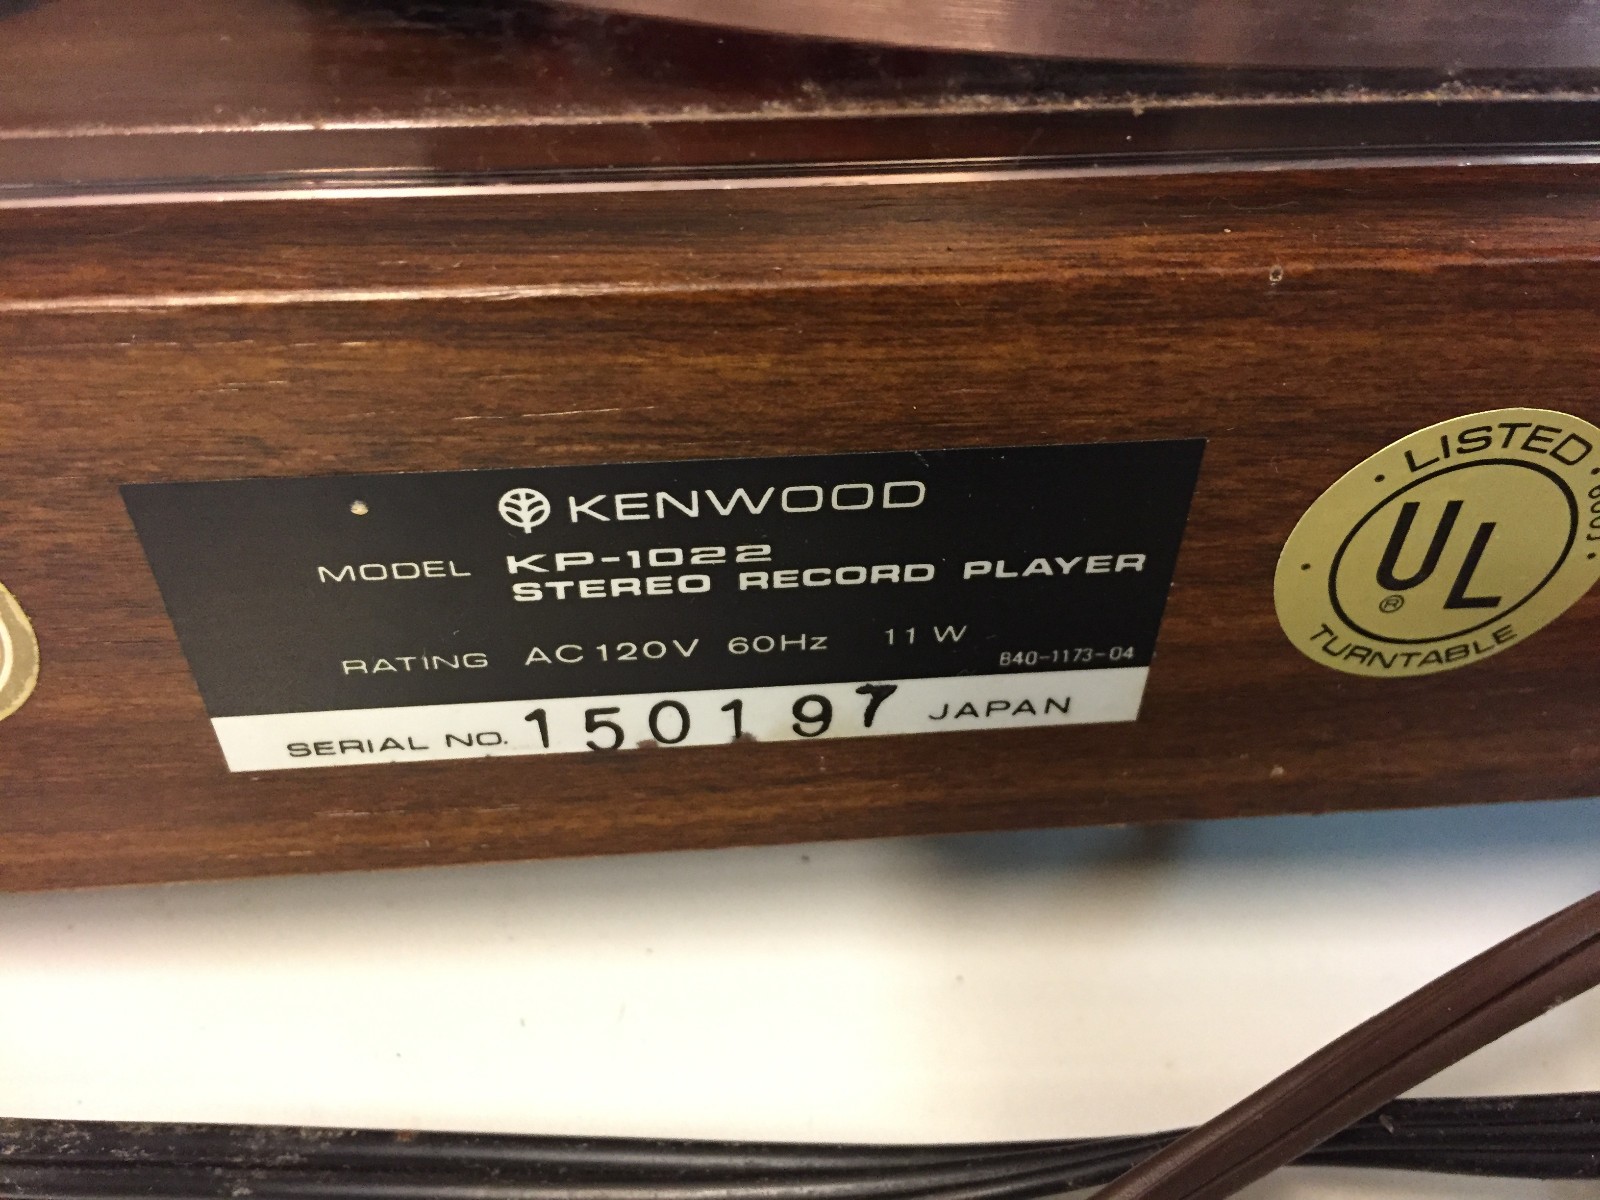 KENWOOD
MODEL KP-1022
STEREO RECORD PLAYER
RATING AC 120V 60Hz 11 W
B40-1173-04
SERIAL NO. 150197 JAPAN
LISTED
UL
®
TURNTABLE